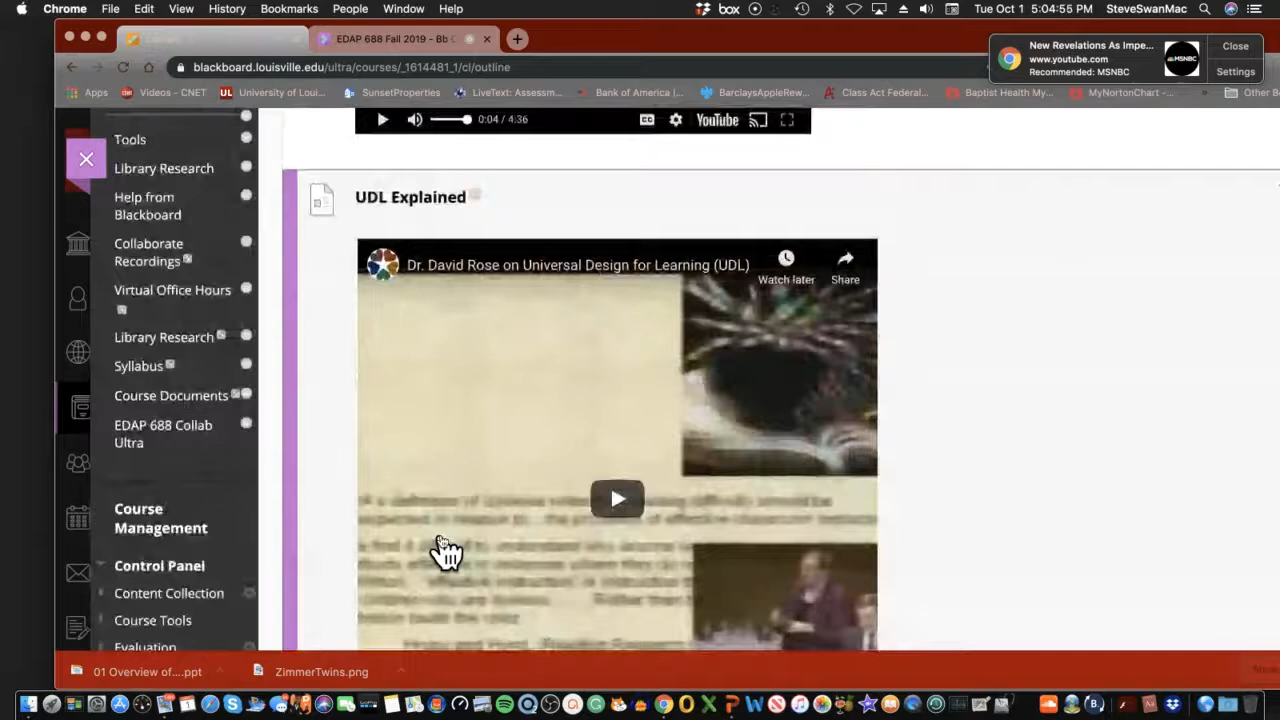 Chrome File Edit View History Bookmarks People Window Help box Tue Oct 1 5:04:55 PM SteveSwanMac
EDAP 688 Fall 2019 - Bb C
New Revelations As Impe...
www.youtube.com
Recommended: MSNBC
MSNBC
Close
Settings
blackboard.louisville.edu/ultra/courses/_1614481_1/cl/outline
Apps Videos - CNET University of Loui... SunsetProperties LiveText: Assessm... Bank of America |... BarclaysAppleRew... Class Act Federal... Baptist Health My... MyNortonChart -... » Other B
0:04 / 4:36 CC YouTube
Tools
Library Research
Help from
Blackboard
Collaborate
Recordings
Virtual Office Hours
Library Research
Syllabus
Course Documents
EDAP 688 Collab
Ultra
Course
Management
Control Panel
Content Collection
Course Tools
Evaluation
UDL Explained
Dr. David Rose on Universal Design for Learning (UDL)
Watch later
Share
01 Overview of....ppt
ZimmerTwins.png